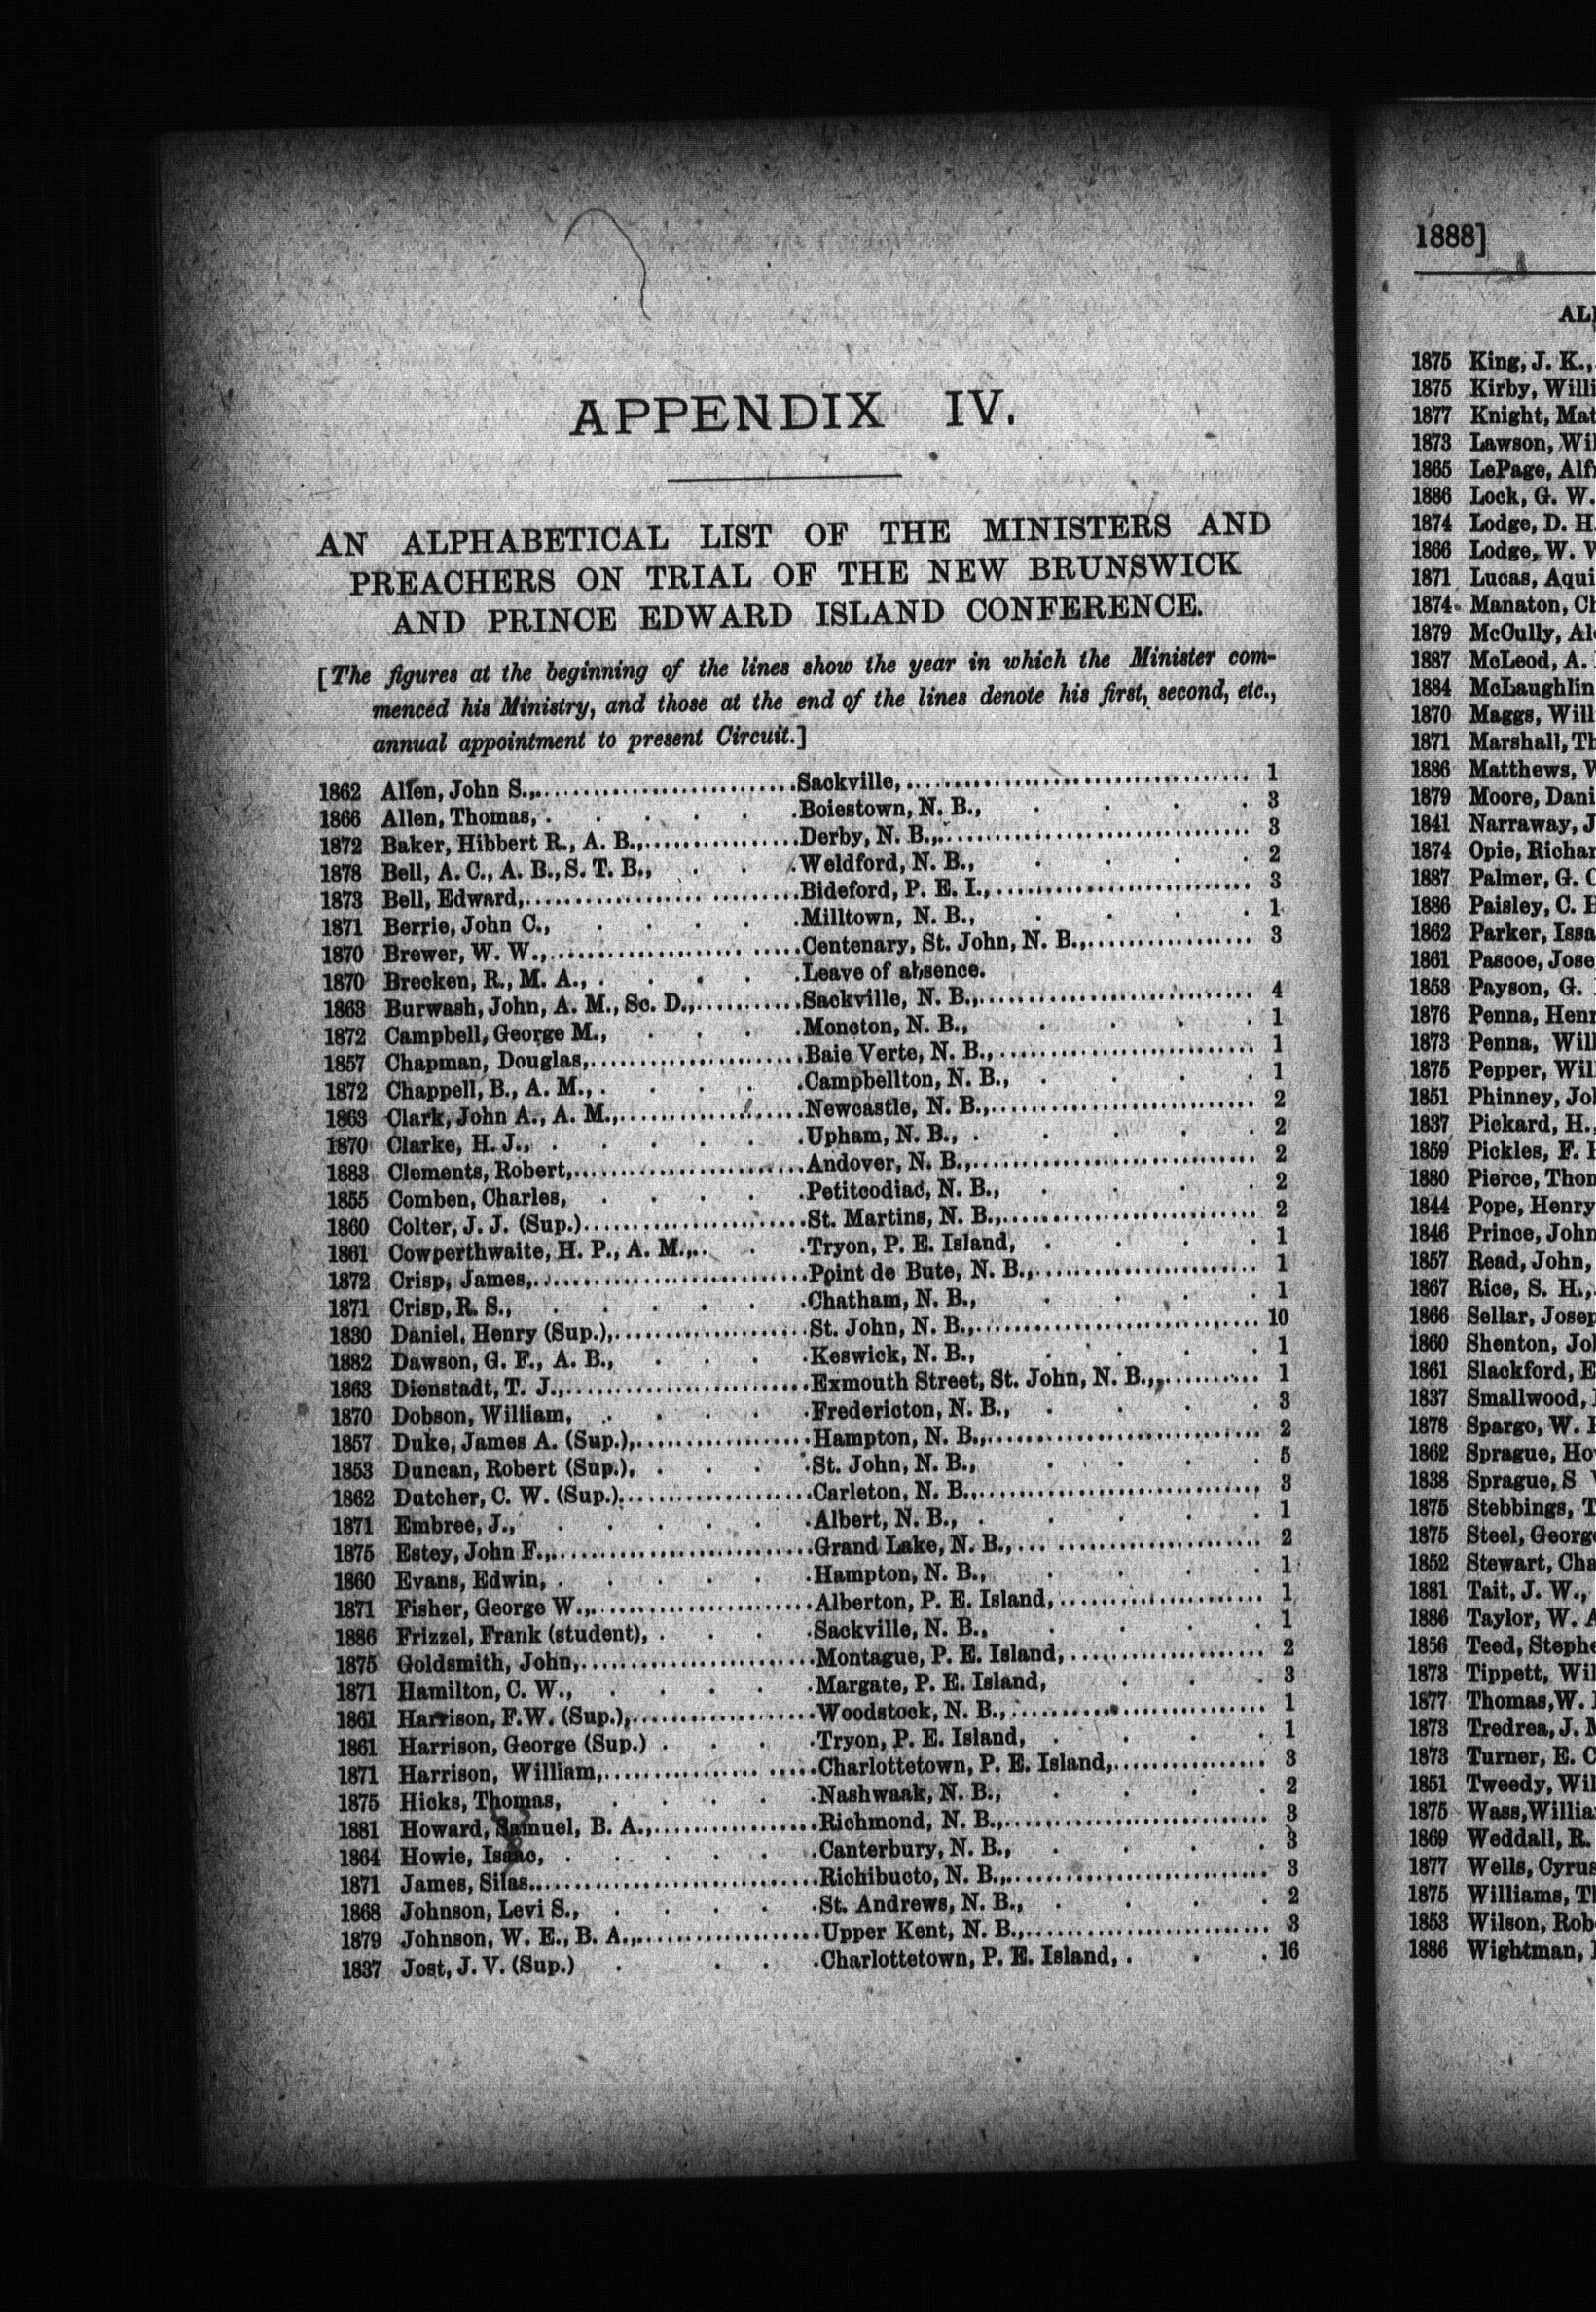 APPENDIX IV.
AN ALPHABETICAL LIST OF THE MINISTERS AND
PREACHERS ON TRIAL OF THE NEW BRUNSWICK
AND PRINCE EDWARD ISLAND CONFERENCE.
[The figures at the beginning of the lines show the year in which the Minister com-
menced his Ministry, and those at the end of the lines denote his first, second, etc.,
annual appointment to present Circuit.]
1862 Allen, John S., Sackville, 1
1866 Allen, Thomas, Boiestown, N. B., 3
1872 Baker, Hibbert R., A. B., Derby, N. B., 3
1878 Bell, A. C., A. B., S. T. B., Weldford, N. B., 2
1873 Bell, Edward, Bideford, P. E. I., 3
1871 Berrie, John C., Milltown, N. B., 1
1870 Brewer, W. W., Centenary, St. John, N. B., 3
1870 Brecken, R., M. A., Leave of absence.
1863 Burwash, John, A. M., Sc. D., Sackville, N. B., 4
1872 Campbell, George M., Moncton, N. B., 1
1857 Chapman, Douglas, Baie Verte, N. B., 1
1872 Chappell, B., A. M., Campbellton, N. B., 1
1863 Clark, John A., A. M., Newcastle, N. B., 2
1870 Clarke, H. J., Upham, N. B., 2
1883 Clements, Robert, Andover, N. B., 2
1855 Comben, Charles, Petitcodiac, N. B., 2
1860 Colter, J. J. (Sup.) St. Martins, N. B., 2
1861 Cowperthwaite, H. P., A. M., Tryon, P. E. Island, 1
1872 Crisp, James, Point de Bute, N. B., 1
1871 Crisp, R. S., Chatham, N. B., 1
1830 Daniel, Henry (Sup.), St. John, N. B., 10
1882 Dawson, G. F., A. B., Keswick, N. B., 1
1863 Dienstadt, T. J., Exmouth Street, St. John, N. B., 1
1870 Dobson, William, Fredericton, N. B., 3
1857 Duke, James A. (Sup.), Hampton, N. B., 2
1853 Duncan, Robert (Sup.), St. John, N. B., 5
1862 Dutcher, C. W. (Sup.) Carleton, N. B., 3
1871 Embree, J., Albert, N. B., 1
1875 Estey, John F., Grand Lake, N. B., 2
1860 Evans, Edwin, Hampton, N. B., 1
1871 Fisher, George W., Alberton, P. E. Island, 1
1886 Frizzel, Frank (student), Sackville, N. B., 1
1875 Goldsmith, John, Montague, P. E. Island, 2
1871 Hamilton, C. W., Margate, P. E. Island, 3
1861 Harrison, F. W. (Sup.), Woodstock, N. B., 1
1861 Harrison, George (Sup.) Tryon, P. E. Island, 1
1871 Harrison, William, Charlottetown, P. E. Island, 3
1875 Hicks, Thomas, Nashwaak, N. B., 2
1881 Howard, Samuel, B. A., Richmond, N. B., 3
1864 Howie, Isaac, Canterbury, N. B., 3
1871 James, Silas Richibucto, N. B., 3
1868 Johnson, Levi S., St. Andrews, N. B., 2
1879 Johnson, W. E., B. A., Upper Kent, N. B., 3
1837 Jost, J. V. (Sup.) Charlottetown, P. E. Island, 16
1888]
1875 King, J. K.,
1875 Kirby,
1877 Knight,
1873 Lawson,
1865 LePage,
1886 Lock, G. W.
1874 Lodge, D. H
1866 Lodge, W.
1871 Lucas,
1874 Manaton,
1879 McCully,
1887 McLeod, A.
1884 McLaughlin
1870 Maggs,
1871 Marshall,
1886 Matthews,
1879 Moore,
1841 Narraway,
1874 Opie,
1887 Palmer, G.
1886 Paisley, C.
1862 Parker,
1861 Pascoe,
1853 Payson, G.
1876 Penna,
1873 Penna,
1875 Pepper,
1851 Phinney,
1837 Pickard, H.,
1859 Pickles, F.
1880 Pierce,
1844 Pope, Henry
1846 Prince, John
1857 Read, John,
1867 Rice, S. H.,
1866 Sellar,
1860 Shenton,
1861 Slackford,
1837 Smallwood,
1878 Spargo, W.
1862 Sprague,
1838 Sprague, S
1875 Stebbings,
1875 Steel,
1852 Stewart,
1881 Tait, J. W.,
1886 Taylor, W.
1856 Teed,
1873 Tippett,
1877 Thomas, W.
1873 Tredrea, J.
1873 Turner, E.
1851 Tweedy,
1875 Wass,
1869 Weddall, R.
1877 Wells, Cyrus
1875 Williams,
1853 Wilson,
1886 Wightman,